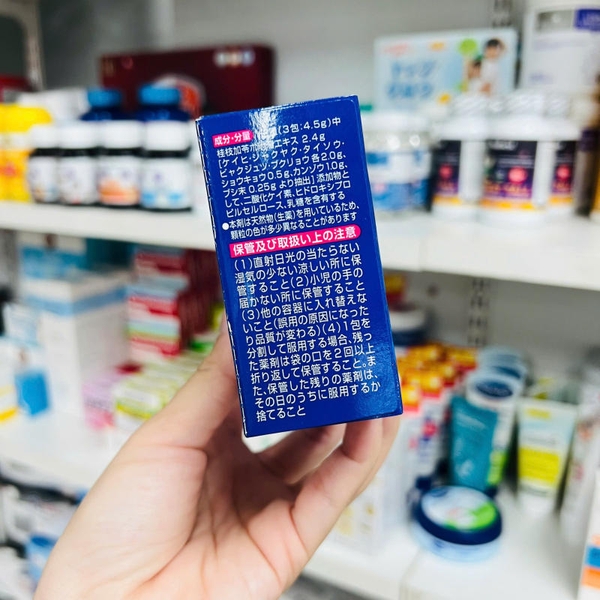 成分・分量 (3包:4.5g)中
桂枝加苓朮附湯エキス 2.4g
(ケイヒ・シャクヤク・タイソウ・
ビャクジュツ・ブクリョウ各2.0g、
ショウキョウ0.5g、カンゾウ1.0g、
ブシ末 0.25g より抽出) 添加物と
して、二酸化ケイ素、ヒドロキシプロ
ピルセルロース、乳糖を含有する
●本剤は天然物(生薬)を用いているため、
顆粒の色が多少異なることがあります
保管及び取扱い上の注意
(1)直射日光の当たらない
湿気の少ない涼しい所に保
管すること(2)小児の手の
届かない所に保管すること
(3)他の容器に入れ替えな
いこと(誤用の原因になった
り品質が変わる)(4)1包を
分割して服用する場合、残っ
た薬剤は袋の口を2回以上
折り返して保管すること。ま
た、保管した残りの薬剤は、
その日のうちに服用するか
捨てること